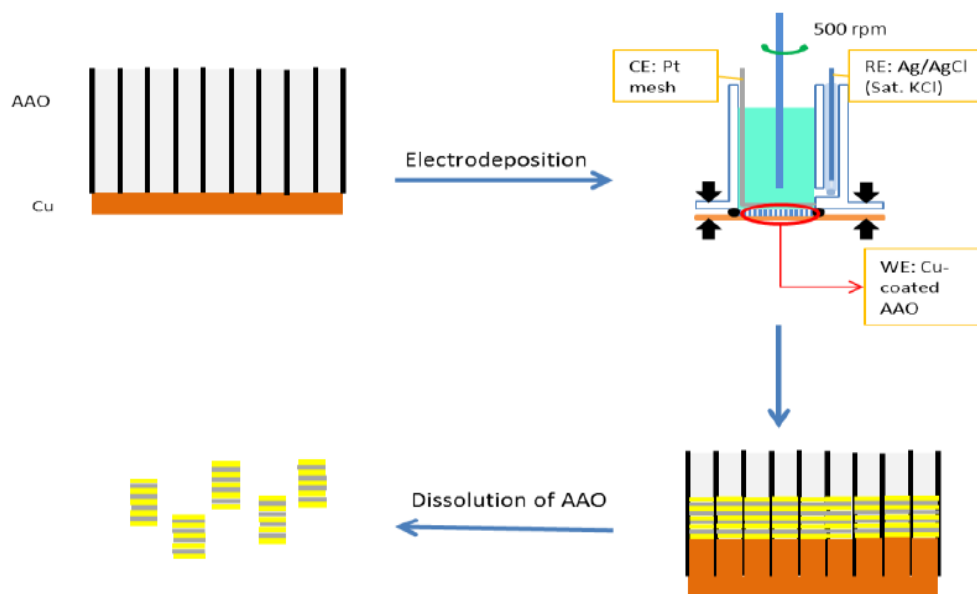 AAO
Cu
Electrodeposition
500 rpm
CE: Pt
mesh
RE: Ag/AgCl
(Sat. KCl)
WE: Cu-
coated
AAO
Dissolution of AAO